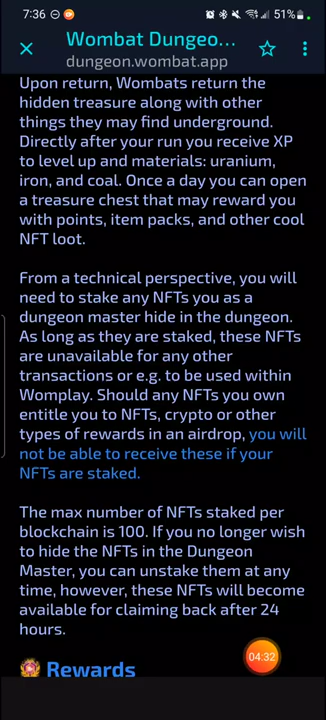 7:36
51%
Wombat Dungeo...
dungeon.wombat.app
Upon return, Wombats return the
hidden treasure along with other
things they may find underground.
Directly after your run you receive XP
to level up and materials: uranium,
iron, and coal. Once a day you can open
a treasure chest that may reward you
with points, item packs, and other cool
NFT loot.
From a technical perspective, you will
need to stake any NFTs you as a
dungeon master hide in the dungeon.
As long as they are staked, these NFTs
are unavailable for any other
transactions or e.g. to be used within
Womplay. Should any NFTs you own
entitle you to NFTs, crypto or other
types of rewards in an airdrop, you will
not be able to receive these if your
NFTs are staked.
The max number of NFTs staked per
blockchain is 100. If you no longer wish
to hide the NFTs in the Dungeon
Master, you can unstake them at any
time, however, these NFTs will become
available for claiming back after 24
hours.
04:32
Rewards